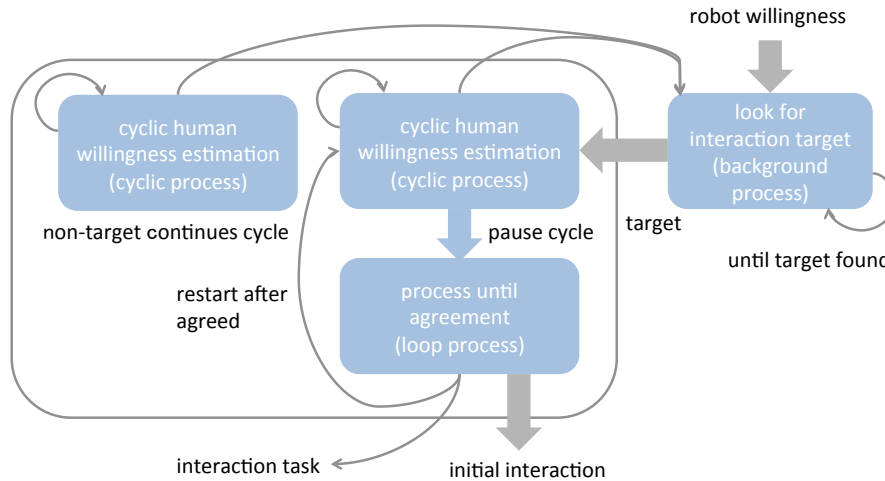 robot willingness
cyclic human
willingness estimation
(cyclic process)
cyclic human
willingness estimation
(cyclic process)
look for
interaction target
(background
process)
non-target continues cycle
pause cycle
target
until target found
restart after
agreed
process until
agreement
(loop process)
interaction task
initial interaction